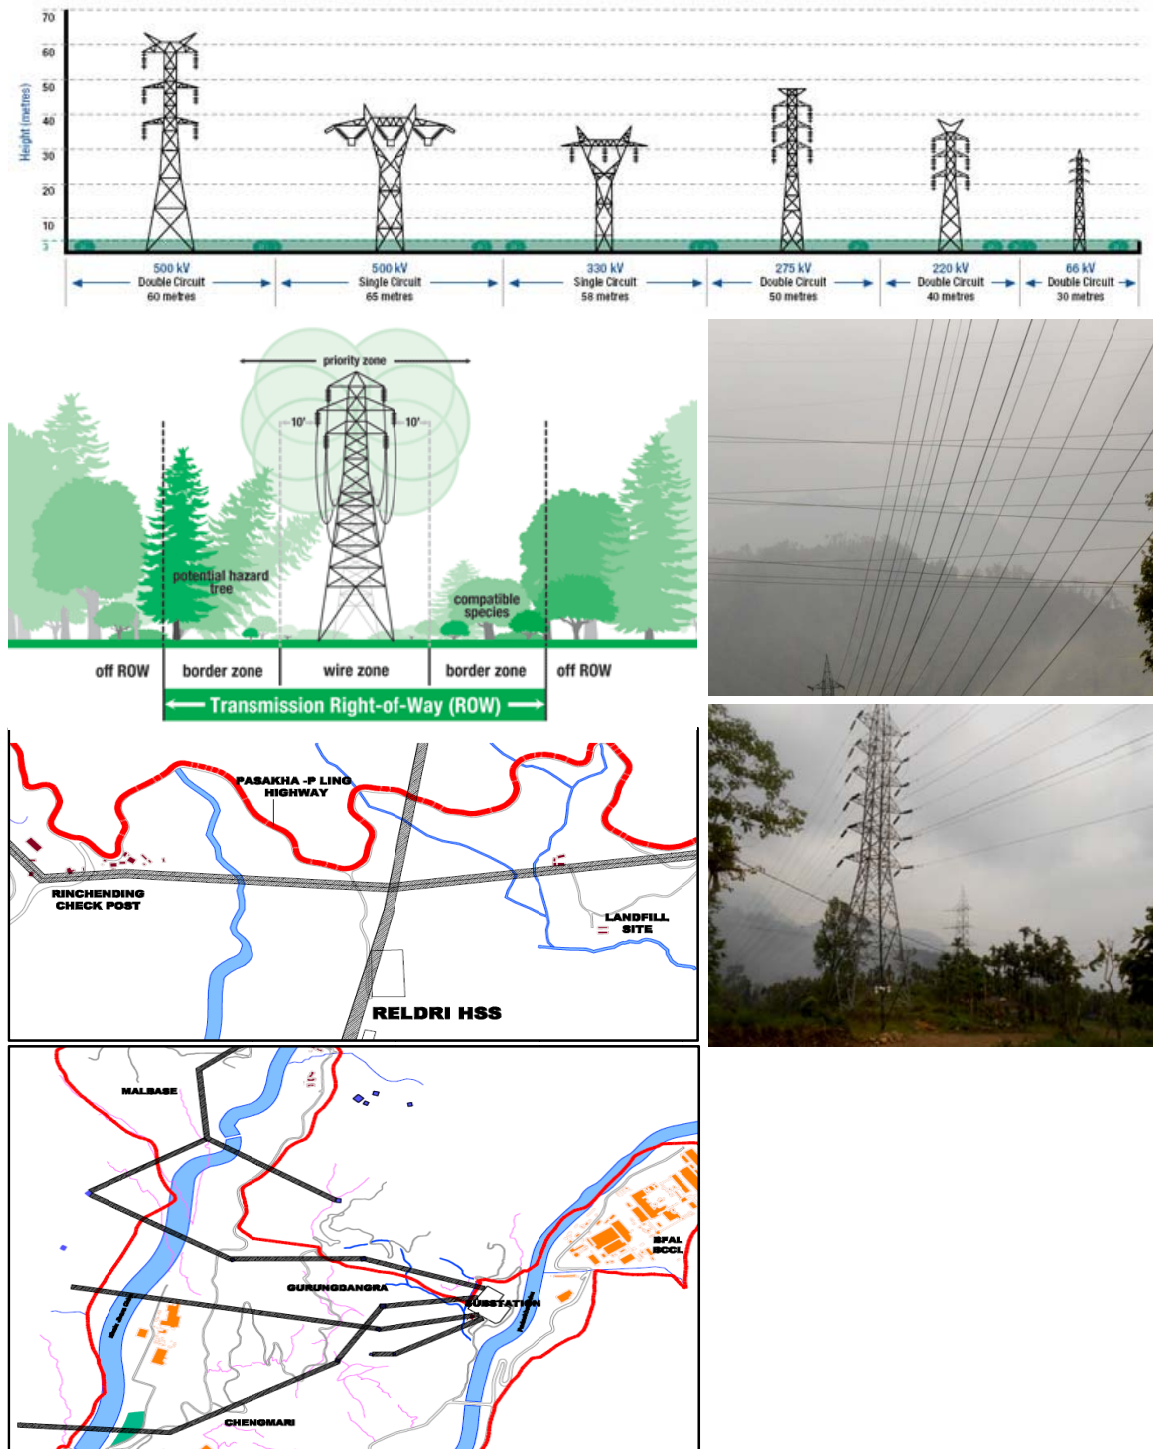 70
60
50
40
30
20
10
3
Height (metres)
500 kV
Double Circuit
60 metres
500 kV
Single Circuit
65 metres
330 kV
Single Circuit
58 metres
275 kV
Double Circuit
50 metres
220 kV
Double Circuit
40 metres
66 kV
Double Circuit
30 metres
priority zone
10' 10'
potential hazard
tree
compatible
species
off ROW border zone wire zone border zone off ROW
Transmission Right-of-Way (ROW)
PASAKHA -P LING
HIGHWAY
RINCHENDING
CHECK POST
LANDFILL
SITE
RELDRI HSS
MALBASE
BFAL
BCCL
GURUNGDANGRA
SUBSTATION
CHENGMARI